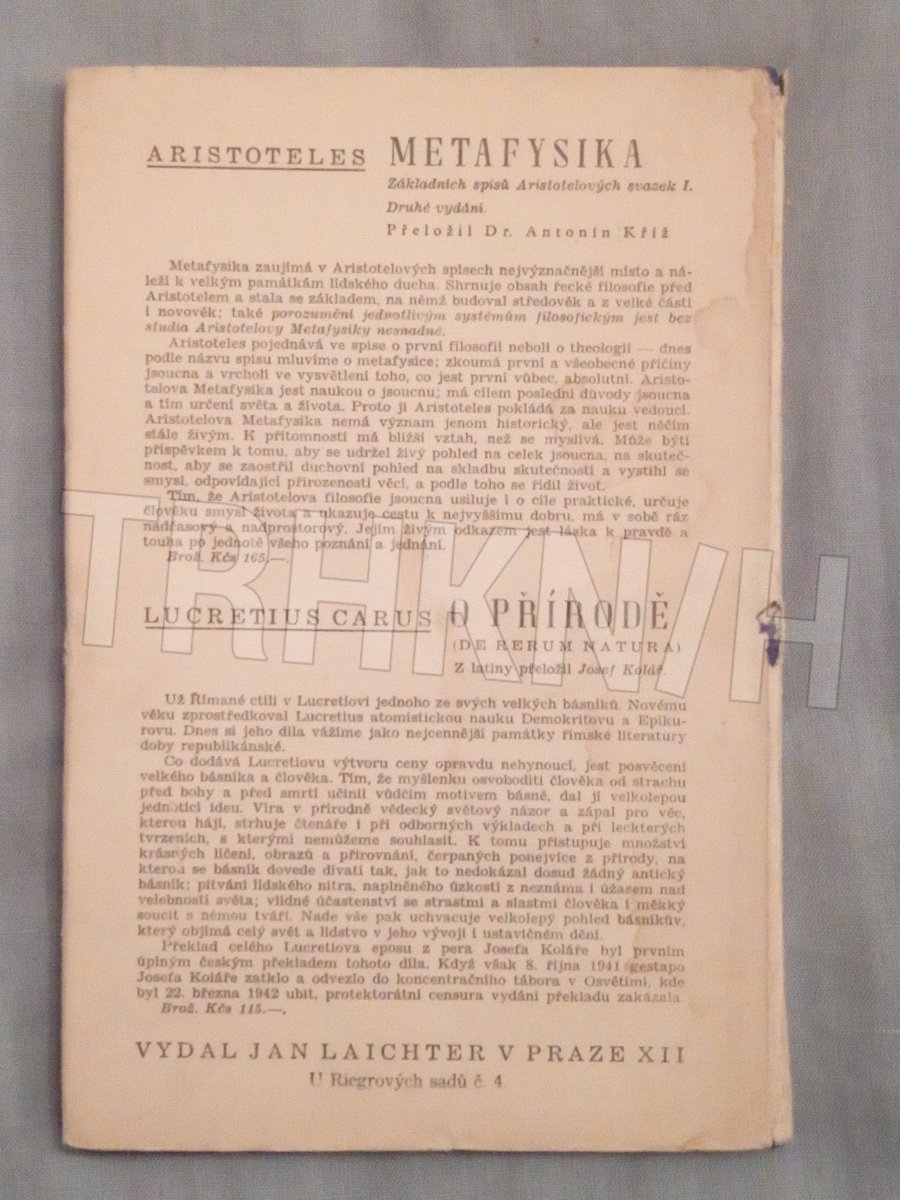 ARISTOTELES METAFYSIKA
Základních spisů Aristotelových svazek I.
Druhé vydání.
Přeložil Dr. Antonín Kříž
Metafysika zaujímá v Aristotelových spisech nejvýznačnější místo a ná-
leží k velkým památkám lidského ducha. Shrnuje obsah řecké filosofie před
Aristotelem a stala se základem, na němž budoval středověk a z velké části
i novověk; také porozumění jednotlivým systémům filosofickým jest bez
studia Aristotelovy Metafysiky nesnadné.
Aristoteles pojednává ve spise o první filosofii neboli o theologii — dnes
podle názvu spisu mluvíme o metafysice; zkoumá první a všeobecné příčiny
jsoucna a vrcholí ve vysvětlení toho, co jest první vůbec, absolutní. Aristo-
telova Metafysika jest naukou o jsoucnu; má cílem poslední důvody jsoucna
a tím určení světa a života. Proto ji Aristoteles pokládá za nauku vedoucí.
Aristotelova Metafysika nemá význam jenom historický, ale jest něčím
stále živým. K přítomnosti má bližší vztah, než se myslívá. Může býti
příspěvkem k tomu, aby se udržel živý pohled na celek jsoucna, na skuteč-
nost, aby se zaostřil duchovní pohled na skladbu skutečnosti a vystihl se
smysl, odpovídající přirozenosti věcí, a podle toho se řídil život.
Tím, že Aristotelova filosofie jsoucna usiluje i o cíle praktické, určuje
člověku smysl života a ukazuje cestu k nejvyššímu dobru, má v sobě ráz
nadčasový a nadprostorový. Jejím živým odkazem jest láska k pravdě a
touha po jednotě všeho poznání a jednání.
Brož. Kčs 165.—.
TRHKNIH
LUCRETIUS CARUS O PŘÍRODĚ
(DE RERUM NATURA)
Z latiny přeložil Josef Kolář.
Už Římané ctili v Lucretiovi jednoho ze svých velkých básníků. Novému
věku zprostředkoval Lucretius atomistickou nauku Demokritovu a Epiku-
rovu. Dnes si jeho díla vážíme jako nejcennější památky římské literatury
doby republikánské.
Co dodává Lucretiovu výtvoru ceny opravdu nehynoucí, jest posvěcení
velkého básníka a člověka. Tím, že myšlenku osvoboditi člověka od strachu
před bohy a před smrtí učinil vůdčím motivem básně, dal jí velkolepou
jednotící ideu. Víra v přírodně vědecký světový názor a zápal pro věc,
kterou hájí, strhuje čtenáře i při odborných výkladech a při leckterých
tvrzeních, s kterými nemůžeme souhlasit. K tomu přistupuje množství
krásných líčení, obrazů a přirovnání, čerpaných ponejvíce z přírody, na
kterou se básník dovede dívati tak, jak to nedokázal dosud žádný antický
básník; pitvání lidského nitra, naplněného úzkostí z neznáma i úžasem nad
velebností světa; vlídné účastenství se strastmi a slastmi člověka i měkký
soucit s němou tváří. Nade vše pak uchvacuje velkolepý pohled básníkův,
který objímá celý svět a lidstvo v jeho vývoji i ustavičném dění.
Překlad celého Lucretiova eposu z pera Josefa Koláře byl prvním
úplným českým překladem tohoto díla. Když však 8. října 1941 gestapo
Josefa Koláře zatklo a odvezlo do koncentračního tábora v Osvětimi, kde
byl 22. března 1942 ubit, protektorátní censura vydání překladu zakázala.
Brož. Kčs 115.—.
VYDAL JAN LAICHTER V PRAZE XII
U Riegrových sadů č. 4.